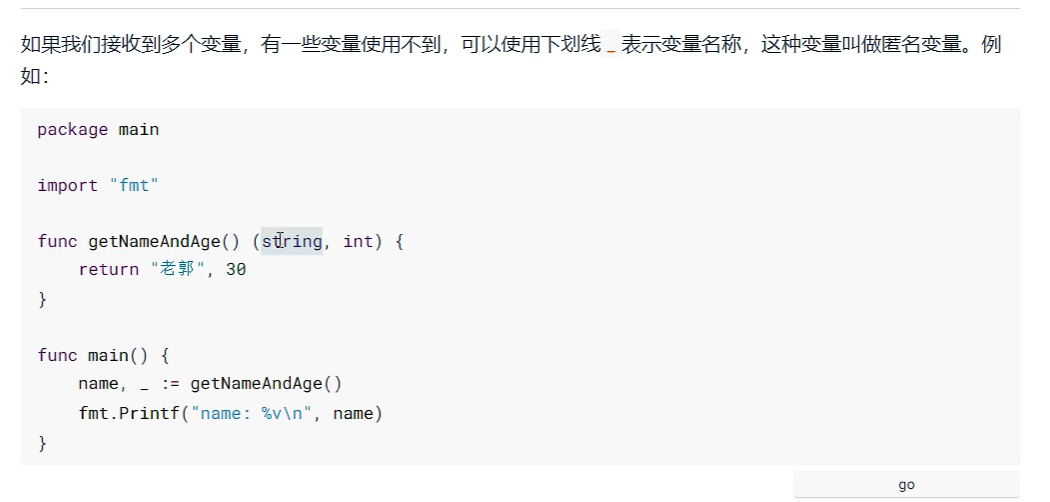 如果我们接收到多个变量，有一些变量使用不到，可以使用下划线 _ 表示变量名称，这种变量叫做匿名变量。例
如：
package main
import "fmt"
func getNameAndAge() (string, int) {
    return "老郭", 30
}
func main() {
    name, _ := getNameAndAge()
    fmt.Printf("name: %v\n", name)
}
go